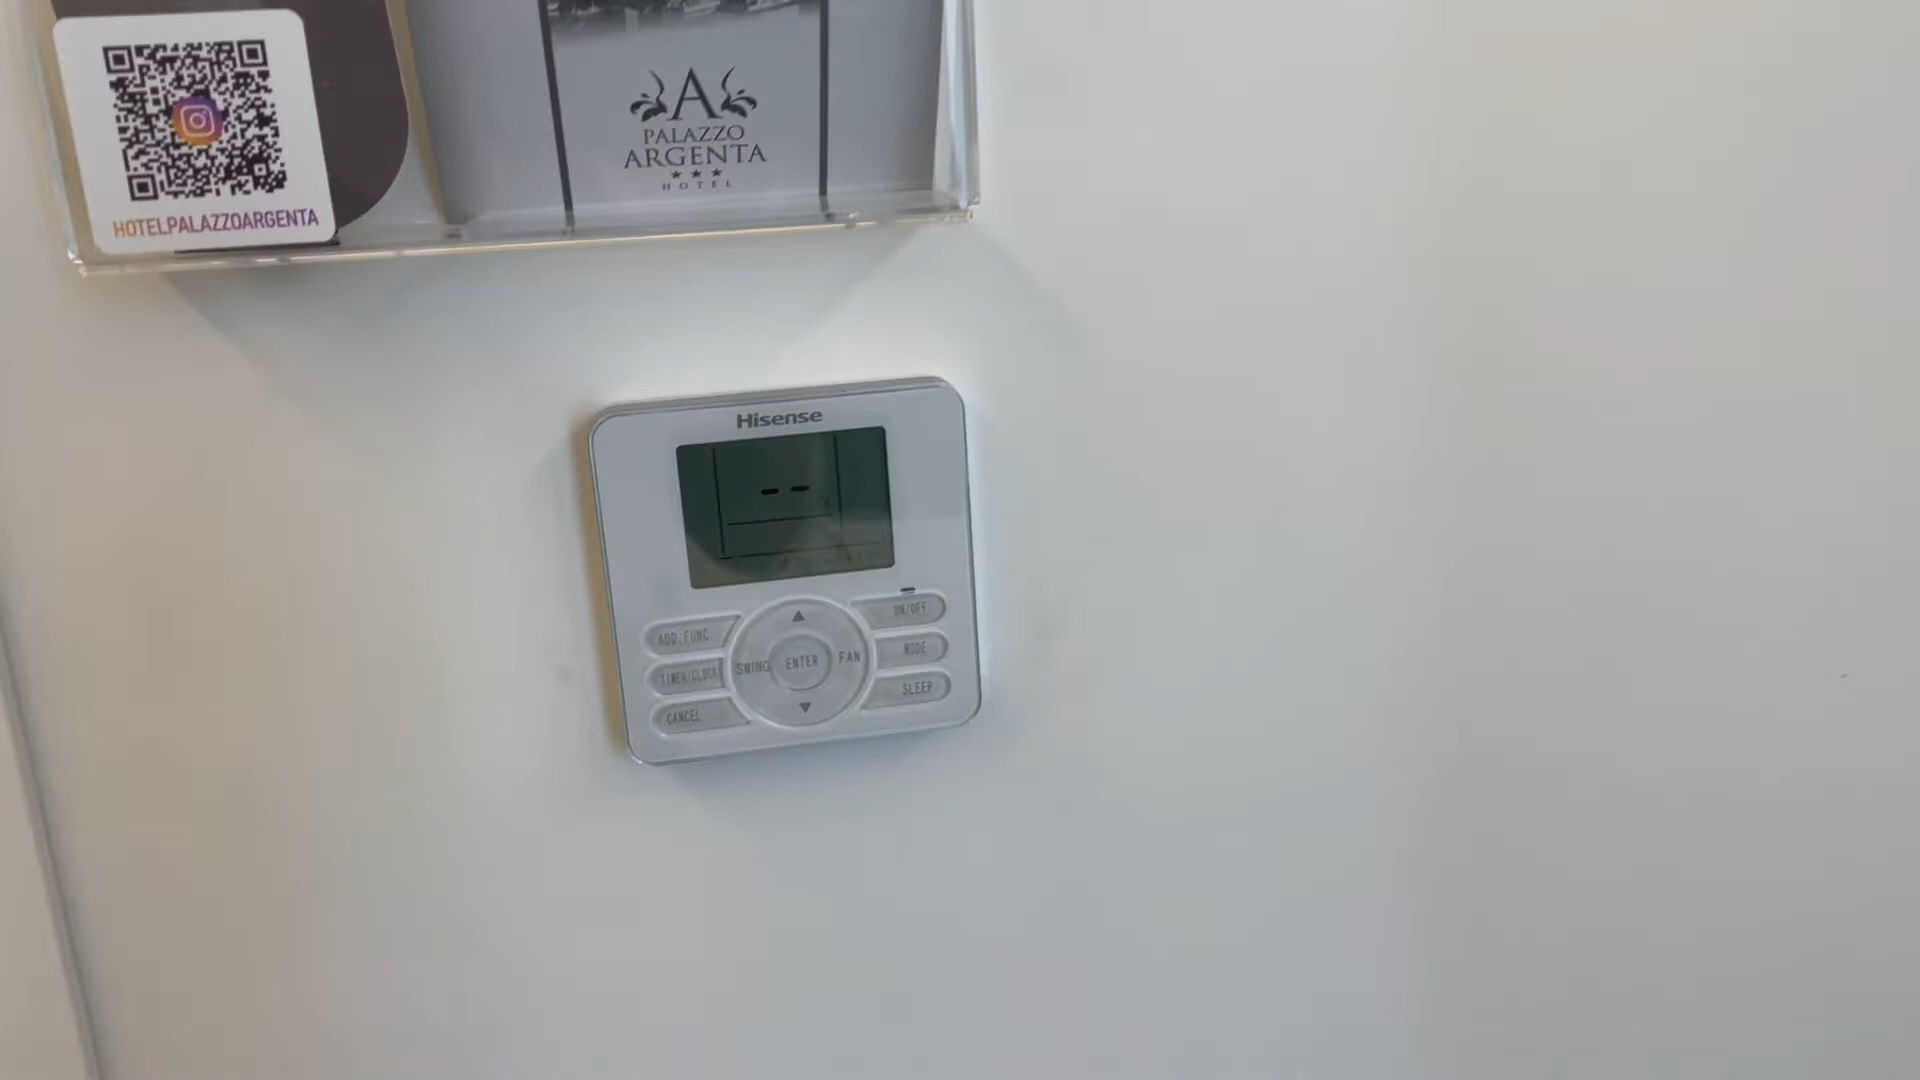 HOTELPALAZZOARGENTA
A
PALAZZO
ARGENTA
HOTEL
Hisense
--
ON/OFF
ADD.FUNC
MODE
TIMER/CLOCK
SWING
ENTER
FAN
SLEEP
CANCEL